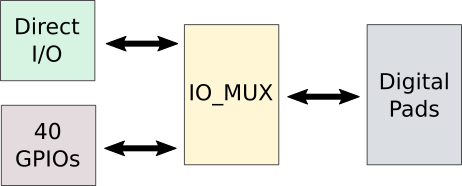 Direct
I/O
40
GPIOs
IO_MUX
Digital
Pads